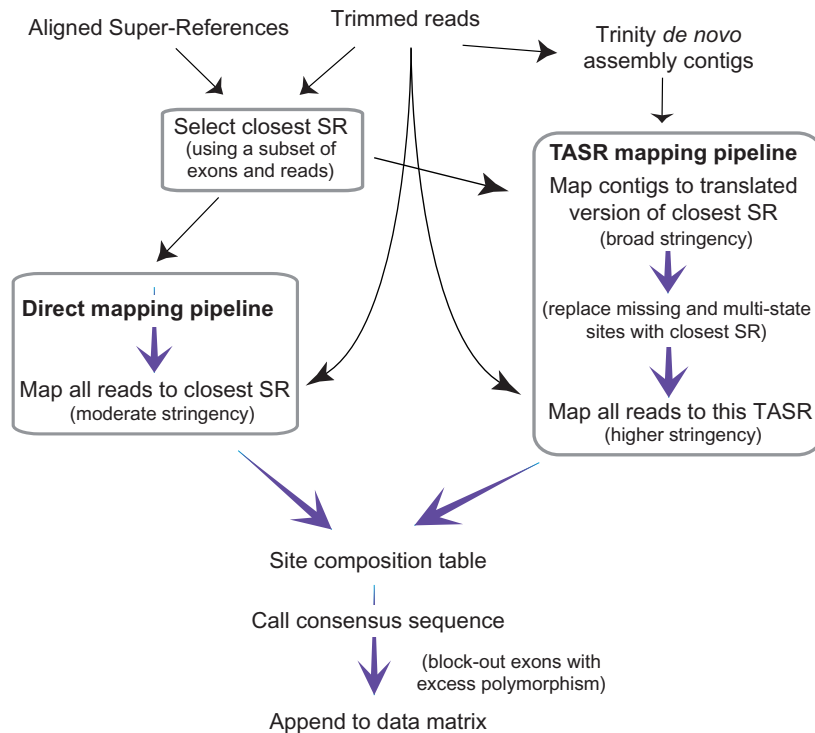 Aligned Super-References
Trimmed reads
Trinity de novo
assembly contigs
Select closest SR
(using a subset of
exons and reads)
TASR mapping pipeline
Map contigs to translated
version of closest SR
(broad stringency)
(replace missing and multi-state
sites with closest SR)
Map all reads to this TASR
(higher stringency)
Direct mapping pipeline
Map all reads to closest SR
(moderate stringency)
Site composition table
Call consensus sequence
(block-out exons with
excess polymorphism)
Append to data matrix